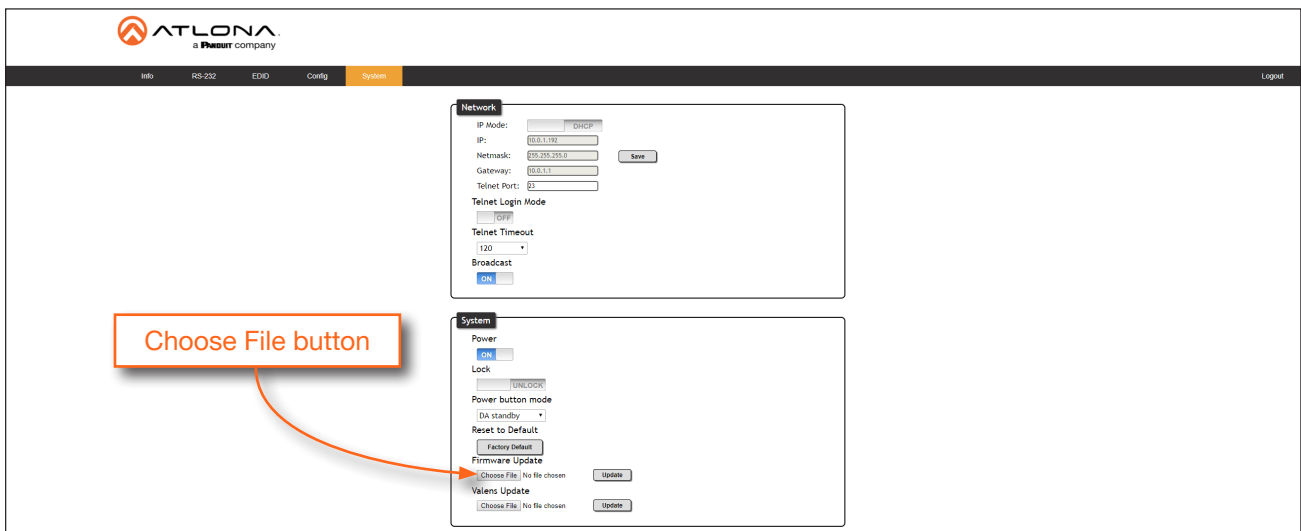 ATLONA
a PANDUIT company
Info RS-232 EDID Config System Logout
Network
IP Mode: DHCP
IP: 10.0.1.192
Netmask: 255.255.255.0 Save
Gateway: 10.0.1.1
Telnet Port: 23
Telnet Login Mode
OFF
Telnet Timeout
120
Broadcast
ON
System
Choose File button
Power
ON
Lock
UNLOCK
Power button mode
DA standby
Reset to Default
Factory Default
Firmware Update
Choose File No file chosen Update
Valens Update
Choose File No file chosen Update